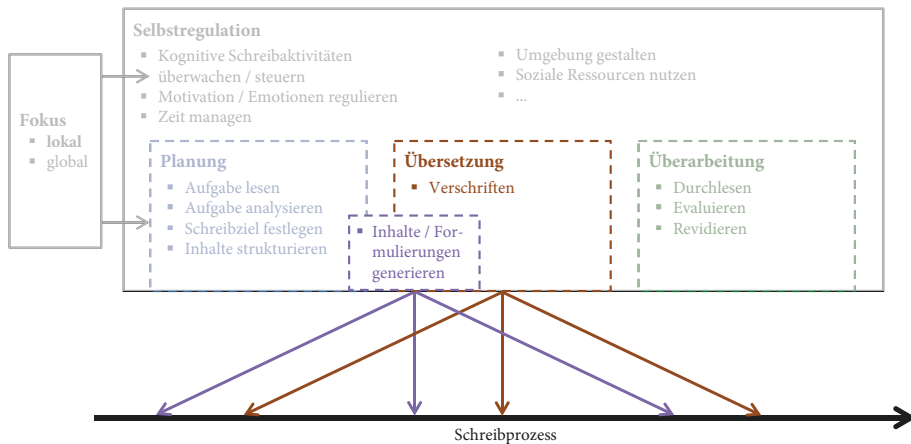 Selbstregulation
▪ Kognitive Schreibaktivitäten
▪ überwachen / steuern
▪ Motivation / Emotionen regulieren
▪ Zeit managen
▪ Umgebung gestalten
▪ Soziale Ressourcen nutzen
▪ ...
Fokus
▪ lokal
▪ global
Planung
▪ Aufgabe lesen
▪ Aufgabe analysieren
▪ Schreibziel festlegen
▪ Inhalte strukturieren
▪ Inhalte / For-
mulierungen
generieren
Übersetzung
▪ Verschriften
Überarbeitung
▪ Durchlesen
▪ Evaluieren
▪ Revidieren
Schreibprozess